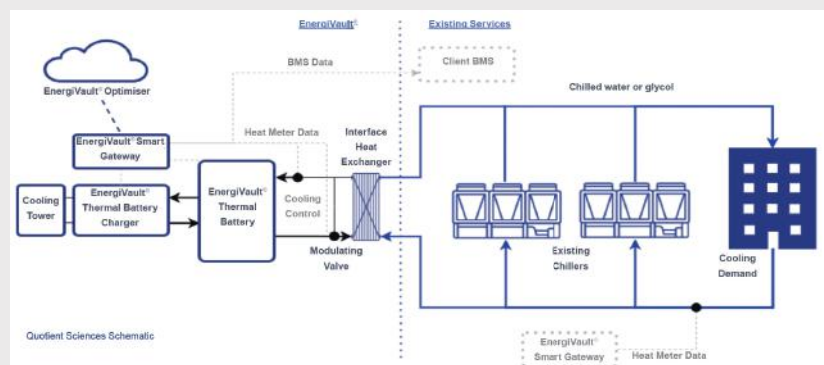 EnergiVault©
Existing Services
EnergiVault© Optimiser
BMS Data
Client BMS
Chilled water or glycol
EnergiVault© Smart
Gateway
Heat Meter Data
Interface
Heat
Exchanger
Cooling
Tower
EnergiVault©
Thermal Battery
Charger
EnergiVault©
Thermal
Battery
Cooling
Control
Modulating
Valve
Existing
Chillers
Cooling
Demand
Quotient Sciences Schematic
EnergiVault©
Smart Gateway
Heat Meter Data